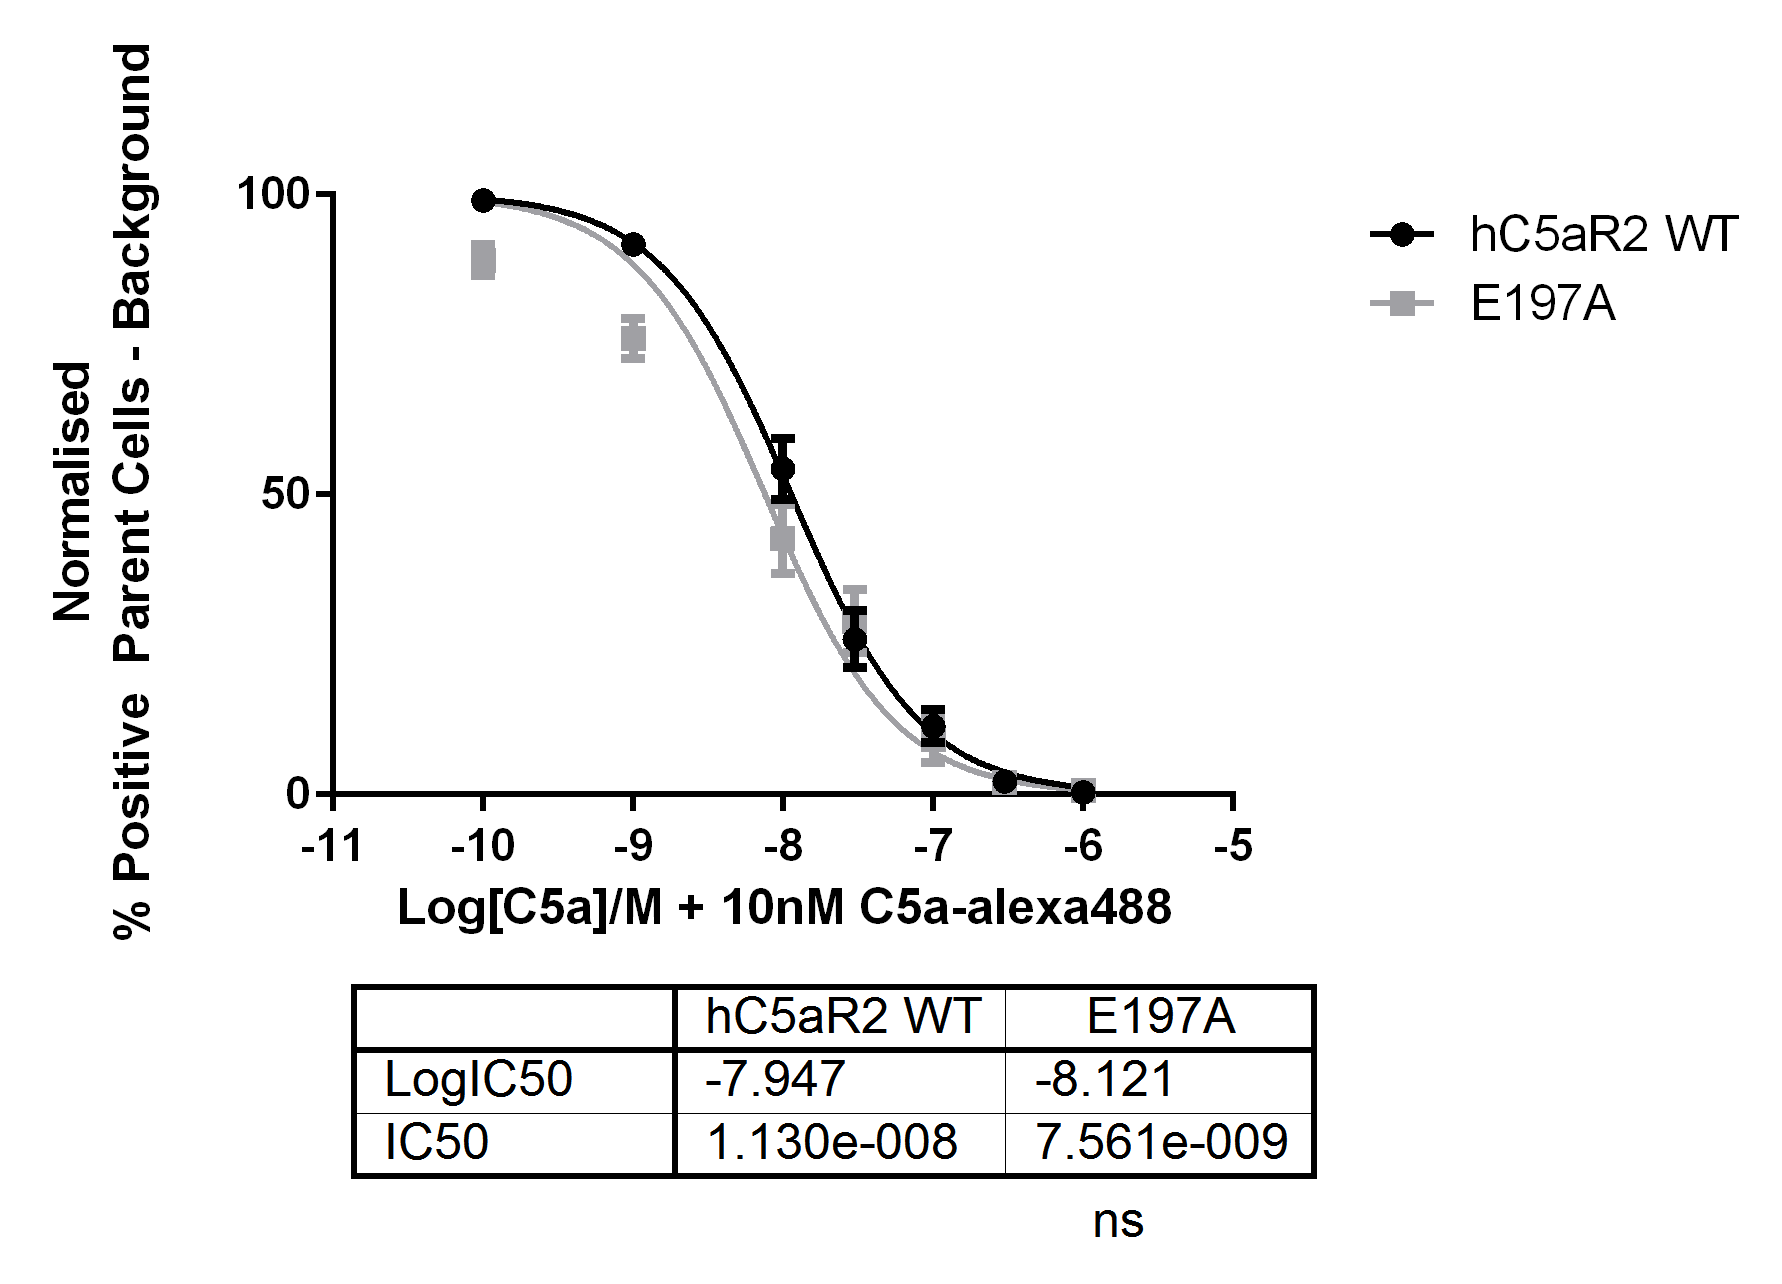 Normalised
% Positive Parent Cells - Background
100
50
0
-11 -10 -9 -8 -7 -6 -5
Log[C5a]/M + 10nM C5a-alexa488
hC5aR2 WT
E197A
hC5aR2 WT E197A
LogIC50 -7.947 -8.121
IC50 1.130e-008 7.561e-009
ns